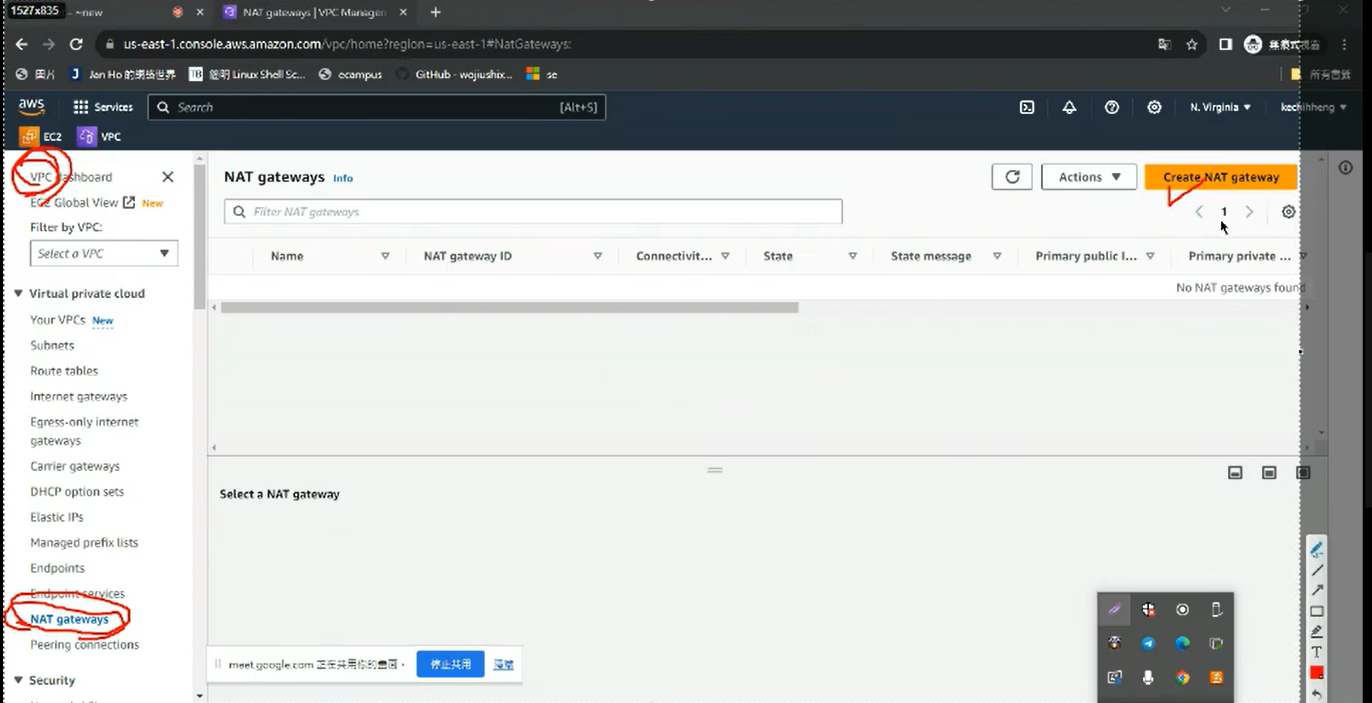 1527x835 - ~new NAT gateways | VPC Manager
us-east-1.console.aws.amazon.com/vpc/home?region=us-east-1#NatGateways:
圖片 Jan Ho 的網絡世界 鳥哥 Linux Shell Sc... ecampus GitHub - wojiushix... se 所有書籤
aws Services Search [Alt+S] N. Virginia kechihheng
EC2 VPC
VPC dashboard
EC2 Global View New
Filter by VPC:
Select a VPC
Virtual private cloud
Your VPCs New
Subnets
Route tables
Internet gateways
Egress-only internet
gateways
Carrier gateways
DHCP option sets
Elastic IPs
Managed prefix lists
Endpoints
Endpoint services
NAT gateways
Peering connections
Security
NAT gateways Info
Actions
Create NAT gateway
Filter NAT gateways
1
Name NAT gateway ID Connectivit... State State message Primary public I... Primary private ...
No NAT gateways found
Select a NAT gateway
meet.google.com 正在共用你的畫面。 停止共用 隱藏